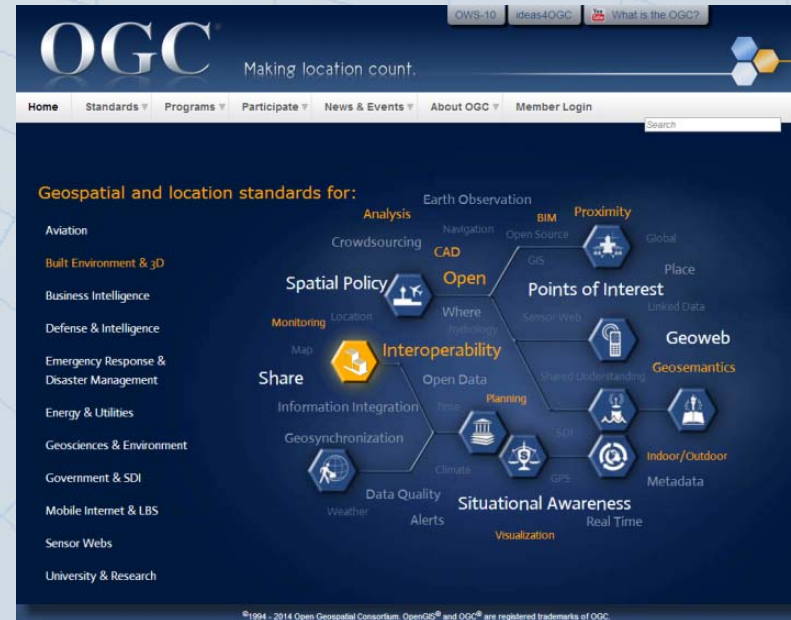 OWS-10 ideas4OGC What is the OGC?
OGC®
Making location count.
Home Standards Programs Participate News & Events About OGC Member Login
Search
Geospatial and location standards for:
Aviation
Built Environment & 3D
Business Intelligence
Defense & Intelligence
Emergency Response &
Disaster Management
Energy & Utilities
Geosciences & Environment
Government & SDI
Mobile Internet & LBS
Sensor Webs
University & Research
Earth Observation
Analysis
BIM
Proximity
Navigation
Open Source
Crowdsourcing
Global
CAD
GIS
Place
Open
Spatial Policy
Points of Interest
Linked Data
Where
Sensor Web
Monitoring
Location
hydrology
Geoweb
Map
Interoperability
Geosemantics
Share
Open Data
Shared Understanding
Planning
Information Integration
Time
Geosynchronization
SDI
Indoor/Outdoor
Climate
GPS
Metadata
Data Quality
Situational Awareness
Weather
Alerts
Real Time
Visualization
©1994 - 2014 Open Geospatial Consortium. OpenGIS® and OGC® are registered trademarks of OGC.